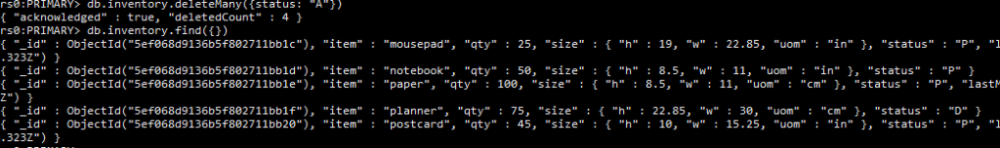 rs0:PRIMARY> db.inventory.deleteMany({status: "A"})
{ "acknowledged" : true, "deletedCount" : 4 }
rs0:PRIMARY> db.inventory.find({})
{ "_id" : ObjectId("5ef068d9136b5f802711bb1c"), "item" : "mousepad", "qty" : 25, "size" : { "h" : 19, "w" : 22.85, "uom" : "in" }, "status" : "P", "l
.323Z") }
{ "_id" : ObjectId("5ef068d9136b5f802711bb1d"), "item" : "notebook", "qty" : 50, "size" : { "h" : 8.5, "w" : 11, "uom" : "in" }, "status" : "P" }
{ "_id" : ObjectId("5ef068d9136b5f802711bb1e"), "item" : "paper", "qty" : 100, "size" : { "h" : 8.5, "w" : 11, "uom" : "cm" }, "status" : "P", "lastM
Z") }
{ "_id" : ObjectId("5ef068d9136b5f802711bb1f"), "item" : "planner", "qty" : 75, "size" : { "h" : 22.85, "w" : 30, "uom" : "cm" }, "status" : "D" }
{ "_id" : ObjectId("5ef068d9136b5f802711bb20"), "item" : "postcard", "qty" : 45, "size" : { "h" : 10, "w" : 15.25, "uom" : "in" }, "status" : "P", "l
.323Z") }